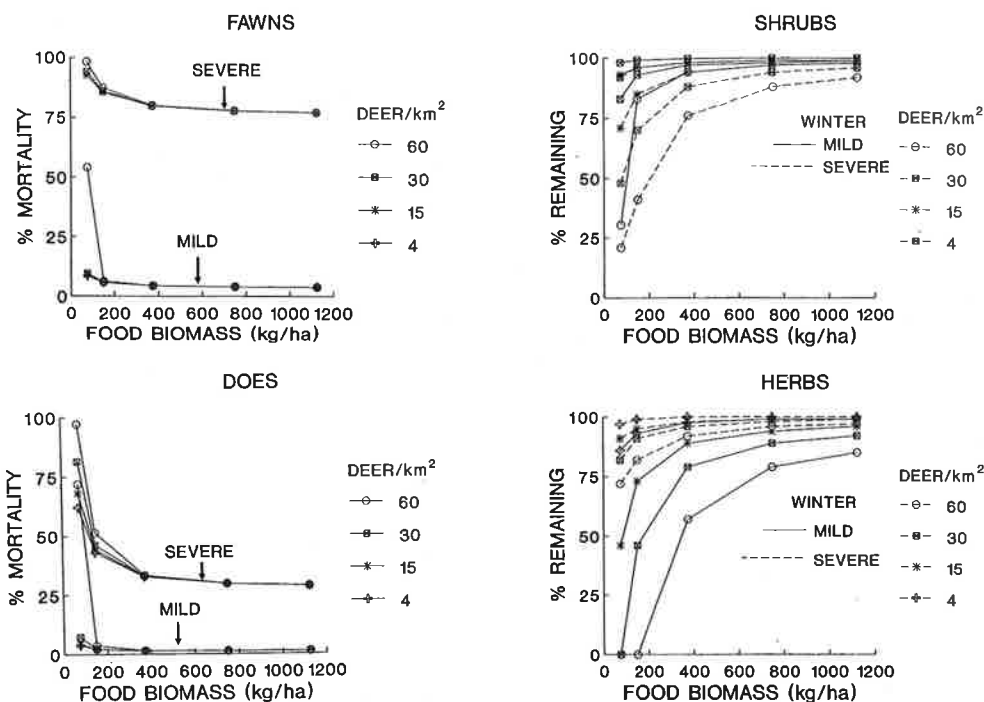 FAWNS
100
75
50
25
0
% MORTALITY
SEVERE
MILD
0 200 400 600 800 1000 1200
FOOD BIOMASS (kg/ha)
DEER/km²
60
30
15
4
SHRUBS
100
75
50
25
0
% REMAINING
WINTER
MILD
SEVERE
0 200 400 600 800 1000 1200
FOOD BIOMASS (kg/ha)
DEER/km²
60
30
15
4
DOES
100
75
50
25
0
% MORTALITY
SEVERE
MILD
0 200 400 600 800 1000 1200
FOOD BIOMASS (kg/ha)
DEER/km²
60
30
15
4
HERBS
100
75
50
25
0
% REMAINING
WINTER
MILD
SEVERE
0 200 400 600 800 1000 1200
FOOD BIOMASS (kg/ha)
DEER/km²
60
30
15
4